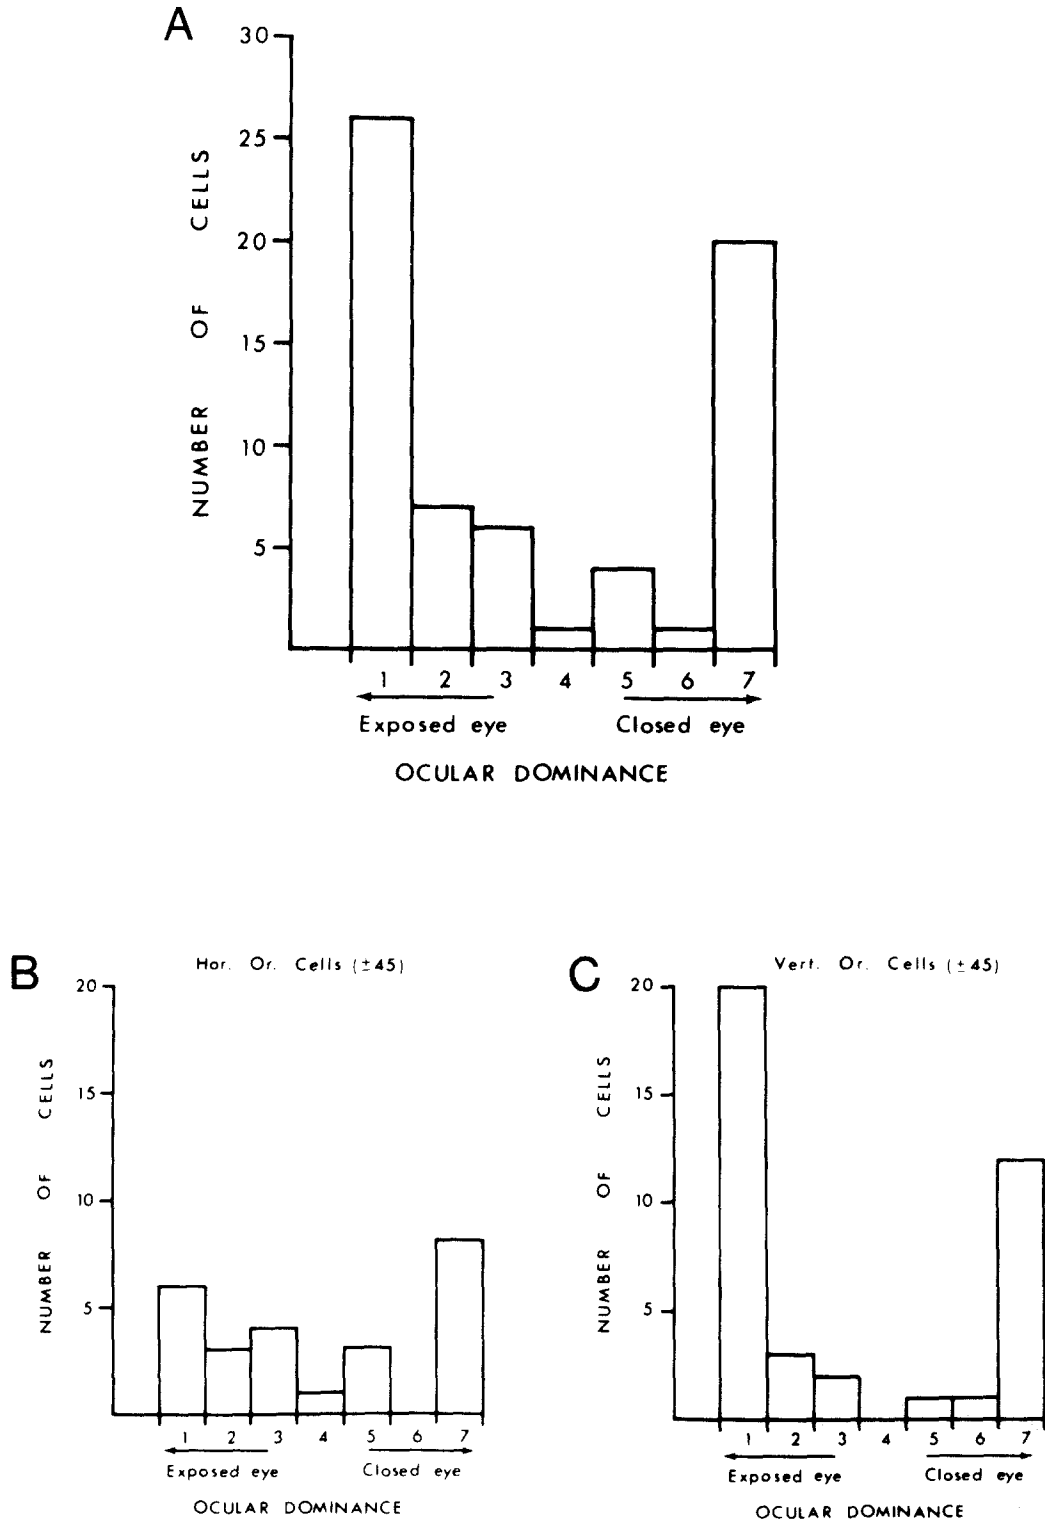 A
30
25
20
15
10
5
NUMBER OF CELLS
1 2 3 4 5 6 7
Exposed eye Closed eye
OCULAR DOMINANCE
B
Hor. Or. Cells (±45)
20
15
10
5
NUMBER OF CELLS
1 2 3 4 5 6 7
Exposed eye Closed eye
OCULAR DOMINANCE
C
Vert. Or. Cells (±45)
20
15
10
5
NUMBER OF CELLS
1 2 3 4 5 6 7
Exposed eye Closed eye
OCULAR DOMINANCE